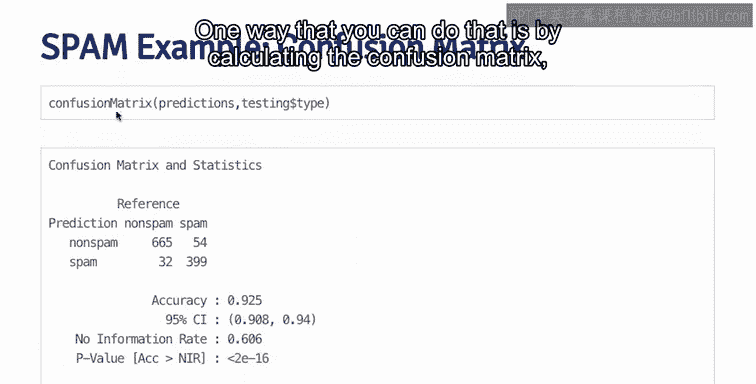 SPAM Example: Confusion Matrix
One way that you can do that is by
calculating the confusion matrix,
confusionMatrix(predictions,testing$type)
Confusion Matrix and Statistics
Reference
Prediction nonspam spam
nonspam 665 54
spam 32 399
Accuracy : 0.925
95% CI : (0.908, 0.94)
No Information Rate : 0.606
P-Value [Acc > NIR] : <2e-16